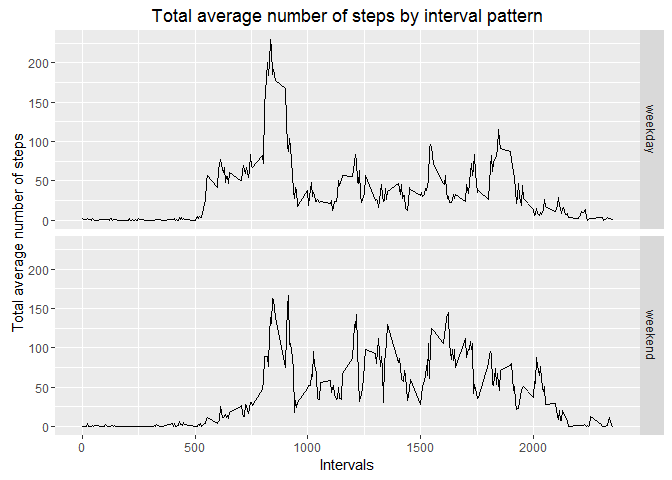 Total average number of steps by interval pattern
Total average number of steps
200
150
100
50
0
weekday
200
150
100
50
0
weekend
0 500 1000 1500 2000
Intervals